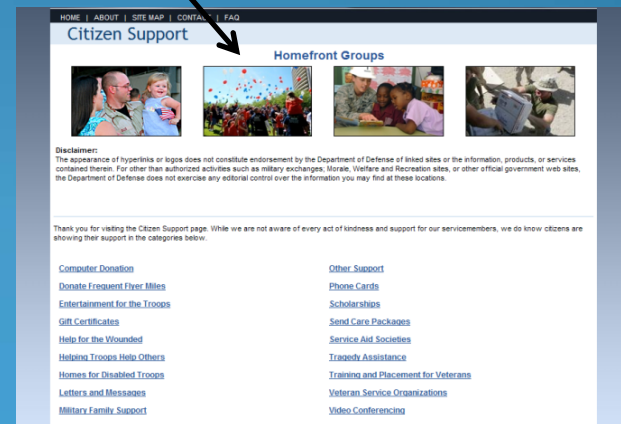 HOME | ABOUT | SITE MAP | CONTACT | FAQ
Citizen Support
Homefront Groups
Disclaimer:
The appearance of hyperlinks or logos does not constitute endorsement by the Department of Defense of linked sites or the information, products, or services
contained therein. For other than authorized activities such as military exchanges; Morale, Welfare and Recreation sites, or other official government web sites,
the Department of Defense does not exercise any editorial control over the information you may find at these locations.
Thank you for visiting the Citizen Support page. While we are not aware of every act of kindness and support for our servicemembers, we do know citizens are
showing their support in the categories below.
Computer Donation
Donate Frequent Flyer Miles
Entertainment for the Troops
Gift Certificates
Help for the Wounded
Helping Troops Help Others
Homes for Disabled Troops
Letters and Messages
Military Family Support
Other Support
Phone Cards
Scholarships
Send Care Packages
Service Aid Societies
Tragedy Assistance
Training and Placement for Veterans
Veteran Service Organizations
Video Conferencing